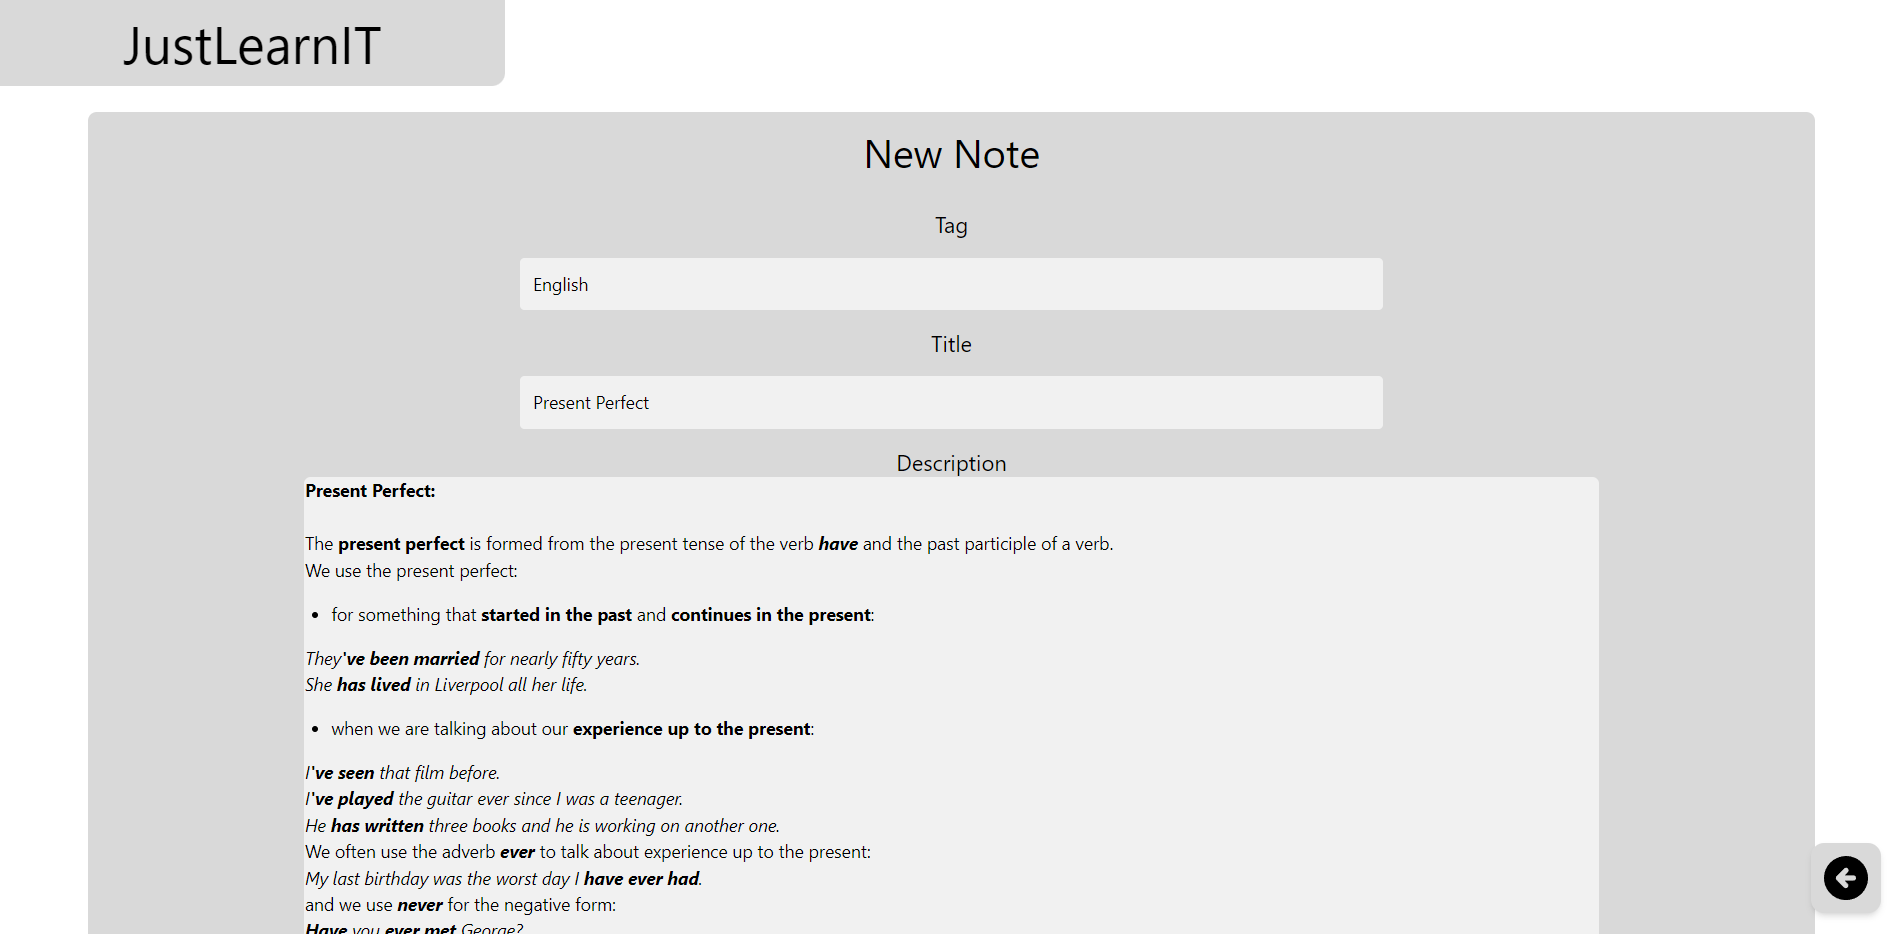 JustLearnIT
New Note
Tag
English
Title
Present Perfect
Description
Present Perfect:
The present perfect is formed from the present tense of the verb have and the past participle of a verb.
We use the present perfect:
• for something that started in the past and continues in the present:
They've been married for nearly fifty years.
She has lived in Liverpool all her life.
• when we are talking about our experience up to the present:
I've seen that film before.
I've played the guitar ever since I was a teenager.
He has written three books and he is working on another one.
We often use the adverb ever to talk about experience up to the present:
My last birthday was the worst day I have ever had.
and we use never for the negative form:
Have you ever met George?